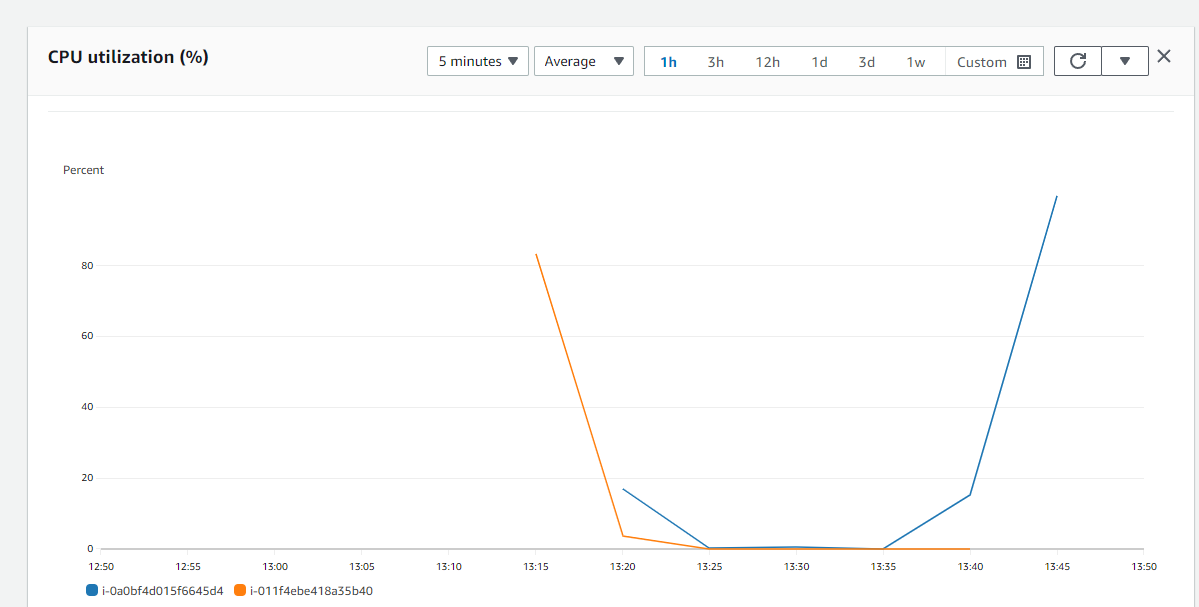 CPU utilization (%)
5 minutes Average 1h 3h 12h 1d 3d 1w Custom
Percent
80
60
40
20
0
12:50 12:55 13:00 13:05 13:10 13:15 13:20 13:25 13:30 13:35 13:40 13:45 13:50
i-0a0bf4d015f6645d4 i-011f4ebe418a35b40